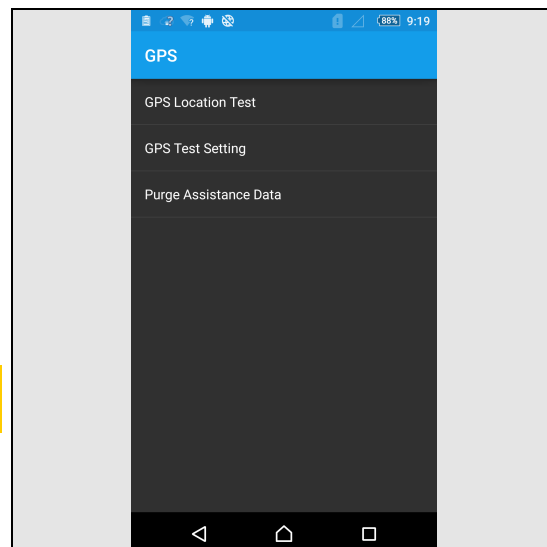 88% 9:19
GPS
GPS Location Test
GPS Test Setting
Purge Assistance Data